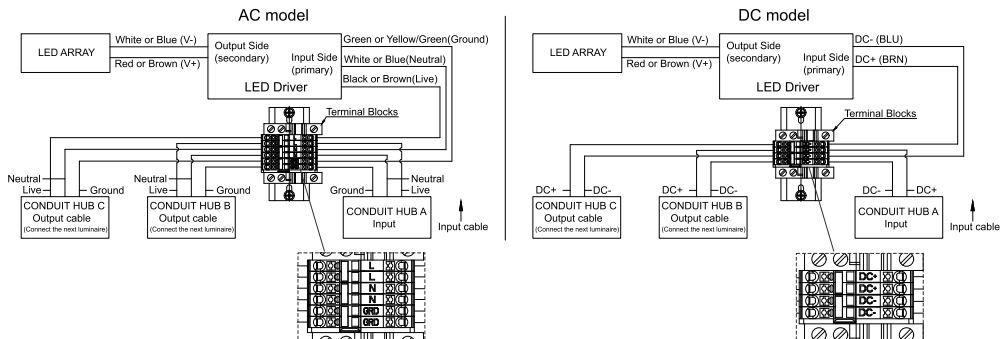 AC model
LED ARRAY
White or Blue (V-)
Red or Brown (V+)
Output Side
(secondary)
Input Side
(primary)
LED Driver
Green or Yellow/Green(Ground)
White or Blue(Neutral)
Black or Brown(Live)
Terminal Blocks
Neutral
Live
Ground
Neutral
Live
Ground
Ground
Neutral
Live
CONDUIT HUB C
Output cable
(Connect the next luminaire)
CONDUIT HUB B
Output cable
(Connect the next luminaire)
CONDUIT HUB A
Input
Input cable
L
L
N
N
GRD
GRD
DC model
LED ARRAY
White or Blue (V-)
Red or Brown (V+)
Output Side
(secondary)
Input Side
(primary)
LED Driver
DC- (BLU)
DC+ (BRN)
Terminal Blocks
DC+
DC-
DC+
DC-
DC-
DC+
CONDUIT HUB C
Output cable
(Connect the next luminaire)
CONDUIT HUB B
Output cable
(Connect the next luminaire)
CONDUIT HUB A
Input
Input cable
DC+
DC+
DC-
DC-